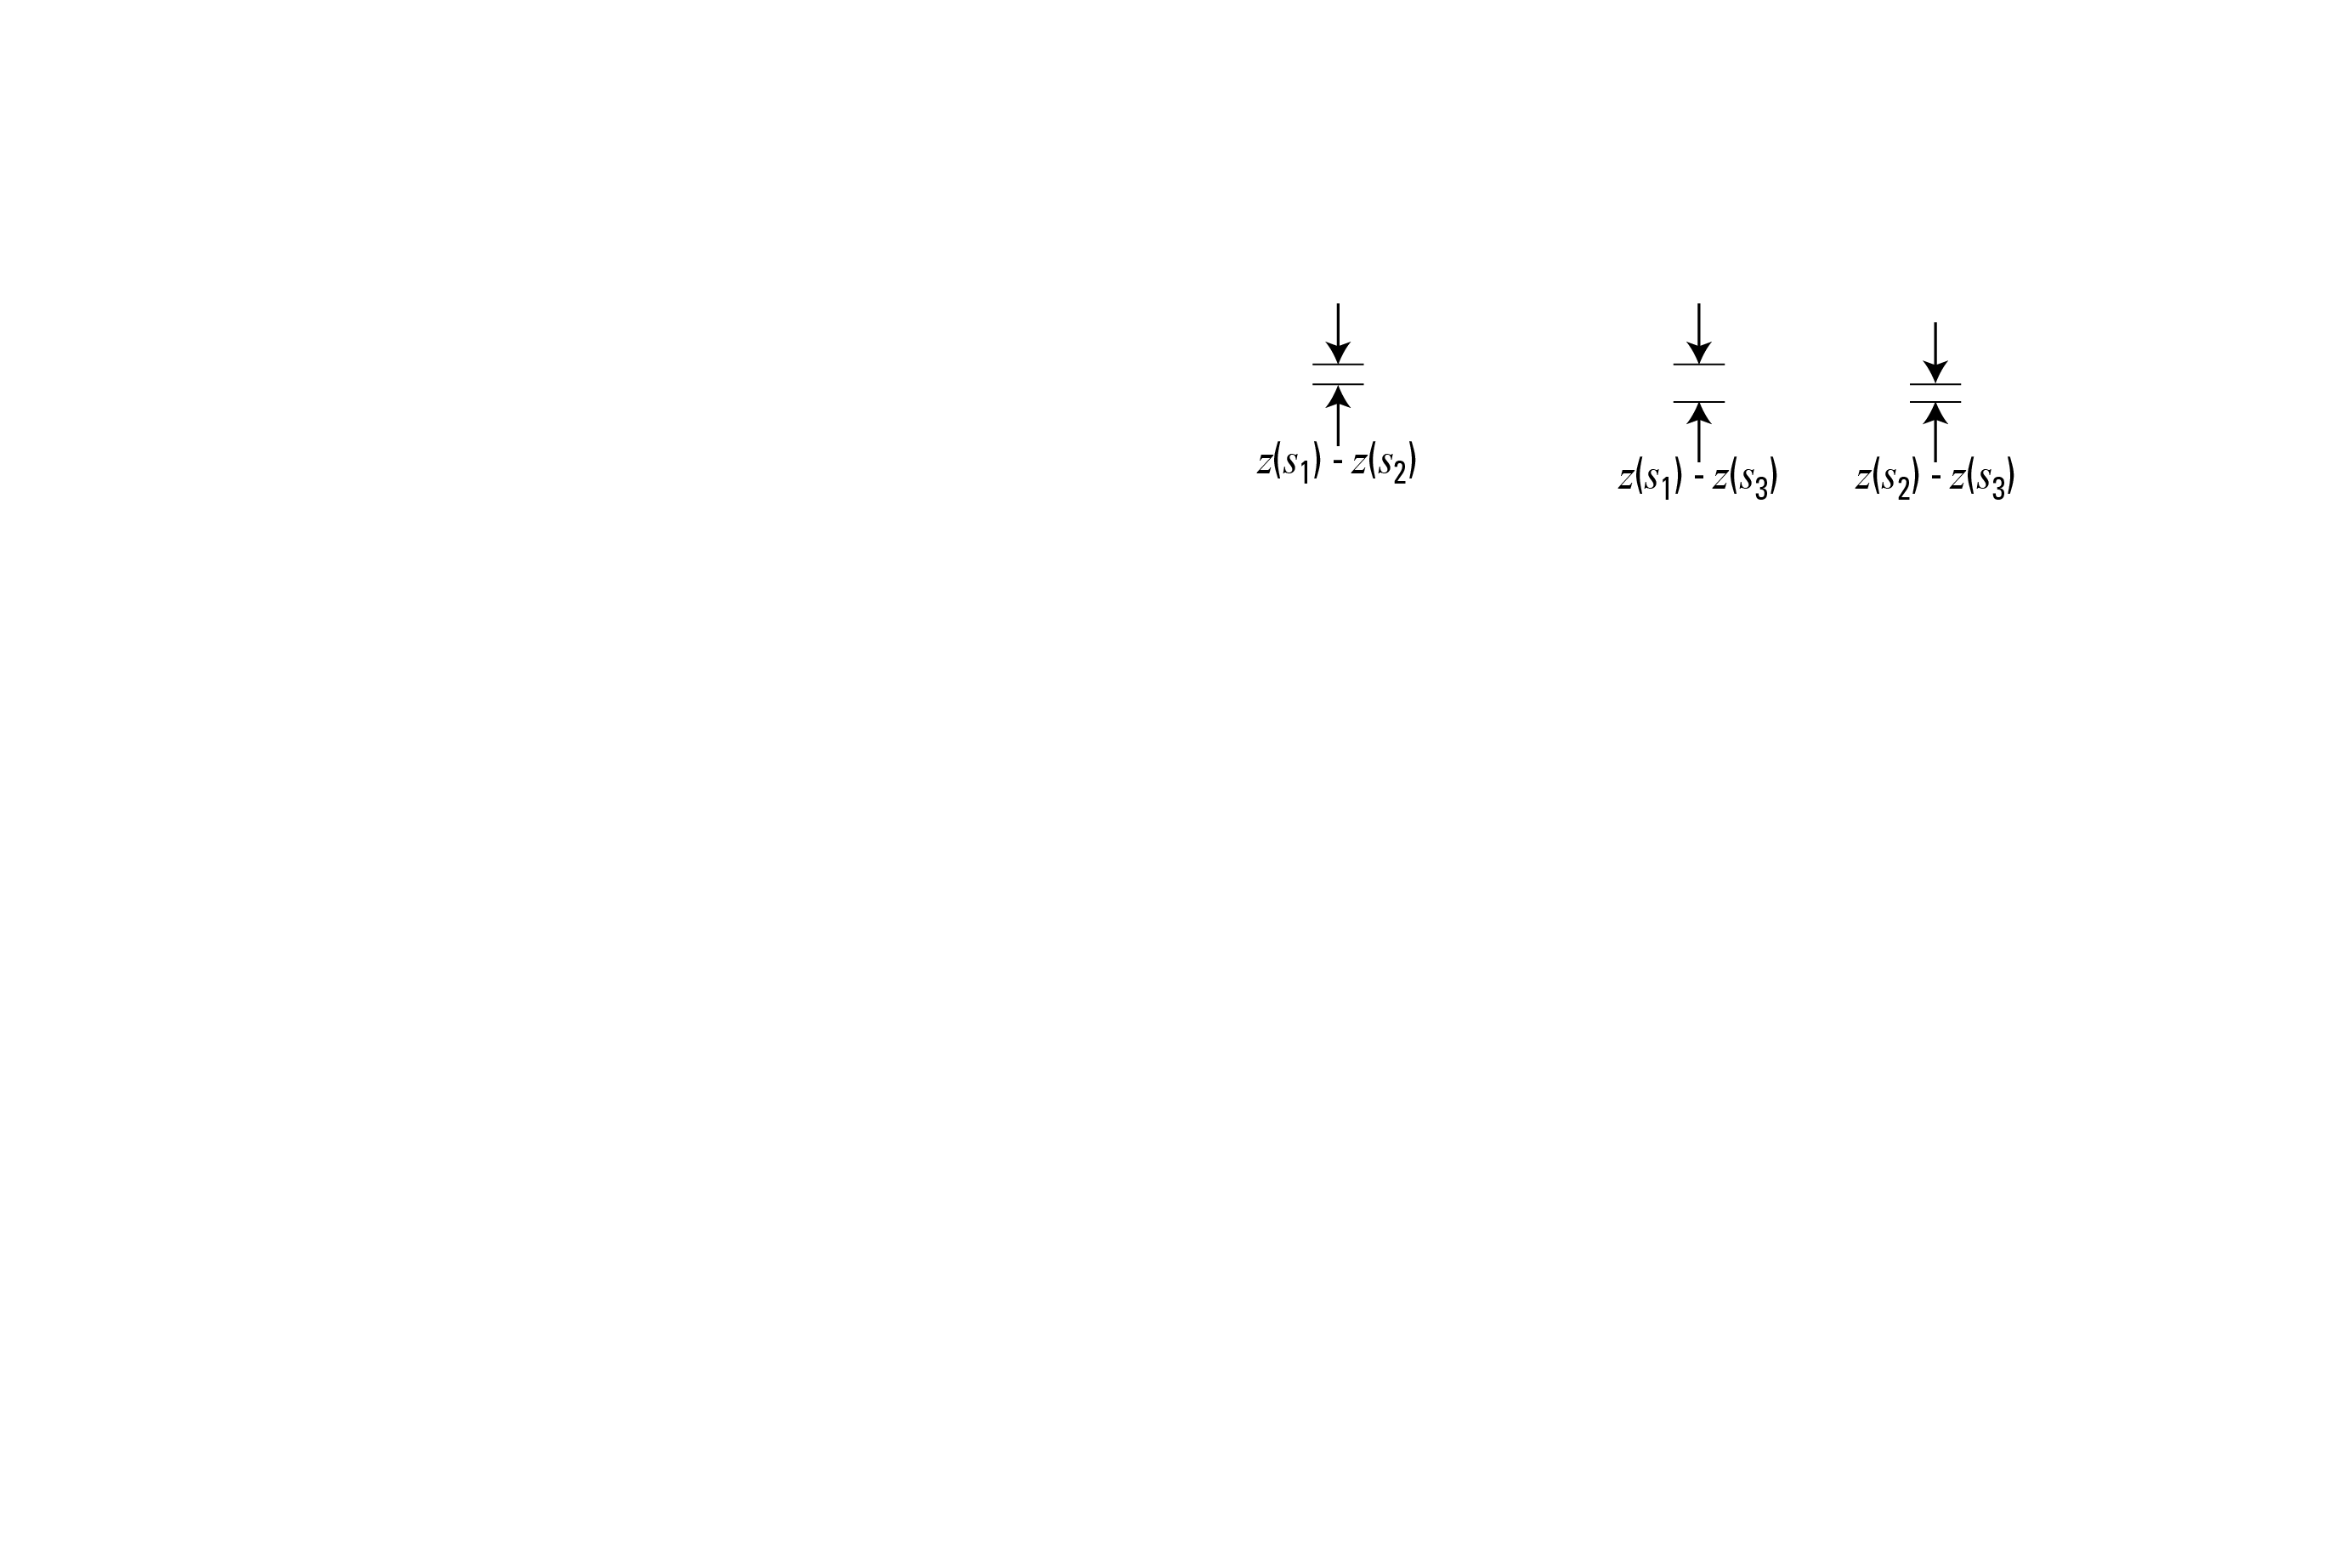 z(s1) - z(s2)
z(s1) - z(s3)
z(s2) - z(s3)